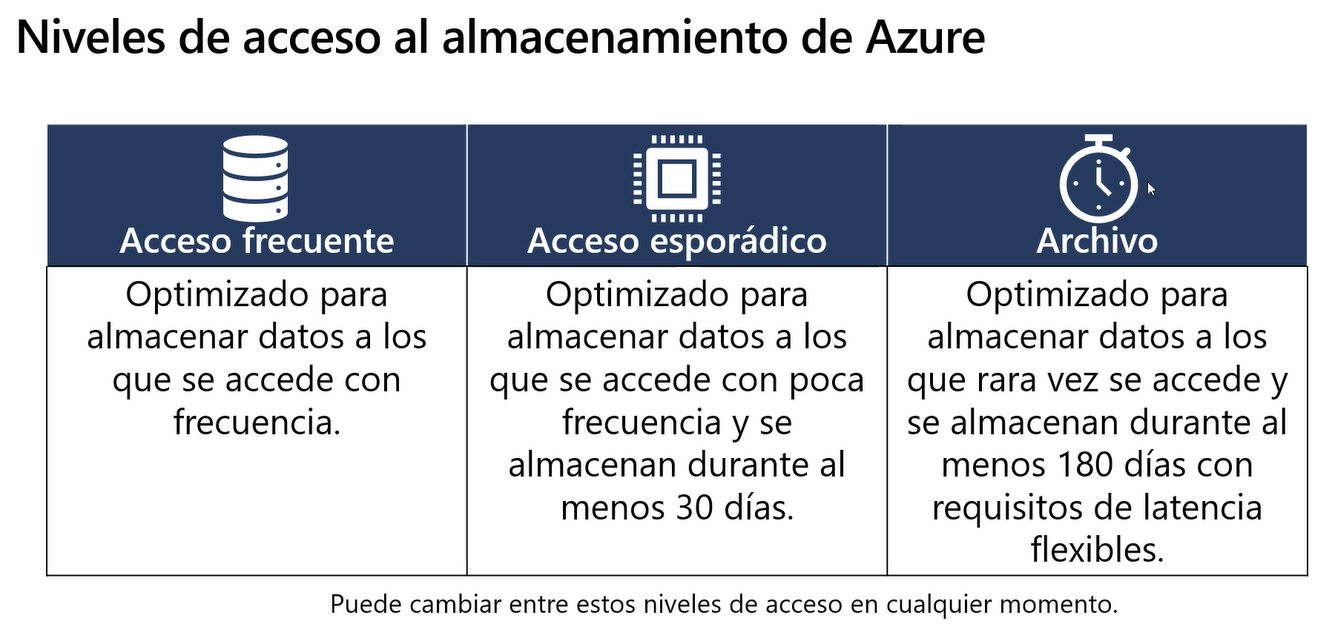 Niveles de acceso al almacenamiento de Azure
Acceso frecuente
Optimizado para
almacenar datos a los
que se accede con
frecuencia.
Acceso esporádico
Optimizado para
almacenar datos a los
que se accede con poca
frecuencia y se
almacenan durante al
menos 30 días.
Archivo
Optimizado para
almacenar datos a los
que rara vez se accede y
se almacenan durante al
menos 180 días con
requisitos de latencia
flexibles.
Puede cambiar entre estos niveles de acceso en cualquier momento.